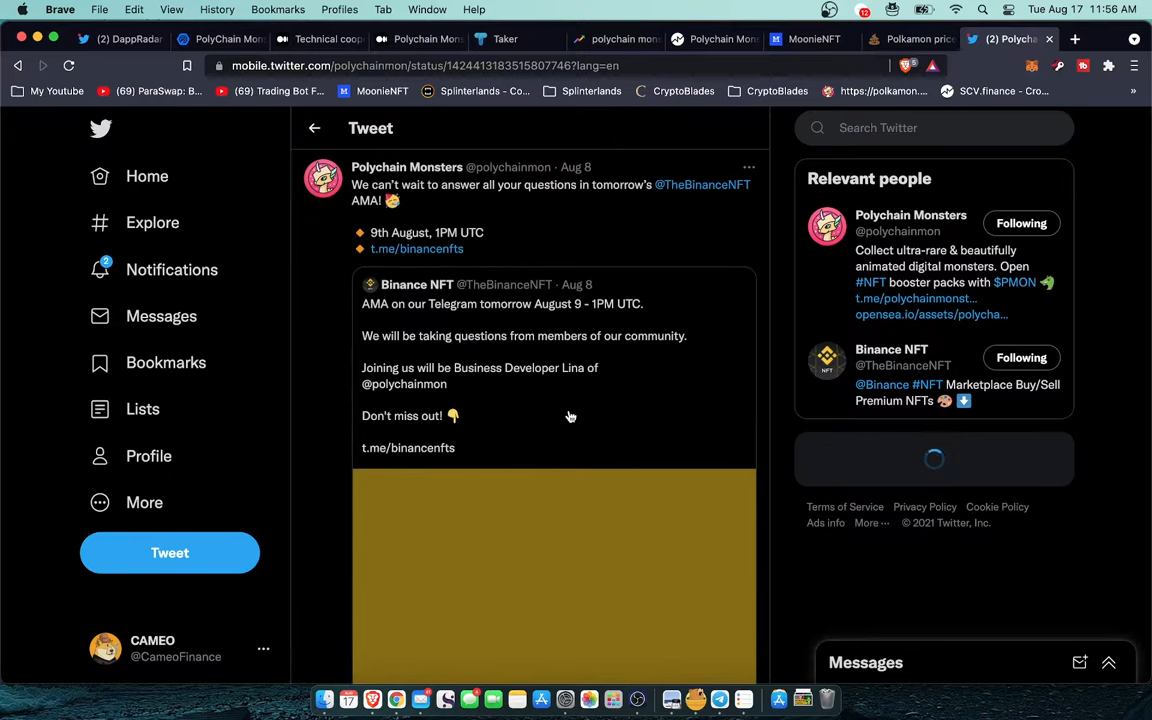 Brave File Edit View History Bookmarks Profiles Tab Window Help
12
Tue Aug 17 11:56 AM
(2) DappRadar
PolyChain Mon
Technical coop
Polychain Mons
Taker
polychain mon
Polychain Mon
MoonieNFT
Polkamon price
(2) Polycha
mobile.twitter.com/polychainmon/status/1424413183515807746?lang=en
5
My Youtube
(69) ParaSwap: B...
(69) Trading Bot F...
MoonieNFT
Splinterlands - Co...
Splinterlands
CryptoBlades
CryptoBlades
https://polkamon....
SCV.finance - Cro...
»
Home
Explore
2
Notifications
Messages
Bookmarks
Lists
Profile
More
Tweet
CAMEO
@CameoFinance
Tweet
Polychain Monsters @polychainmon · Aug 8
We can't wait to answer all your questions in tomorrow's @TheBinanceNFT
AMA! 🥳
🔸 9th August, 1PM UTC
🔸 t.me/binancenfts
Binance NFT @TheBinanceNFT · Aug 8
AMA on our Telegram tomorrow August 9 - 1PM UTC.
We will be taking questions from members of our community.
Joining us will be Business Developer Lina of
@polychainmon
Don't miss out! 👇
t.me/binancenfts
Search Twitter
Relevant people
Polychain Monsters
@polychainmon
Following
Collect ultra-rare & beautifully
animated digital monsters. Open
#NFT booster packs with $PMON 🐲
t.me/polychainmonst...
opensea.io/assets/polycha...
Binance NFT
@TheBinanceNFT
Following
@Binance #NFT Marketplace Buy/Sell
Premium NFTs 🎨 ⬇️
Terms of Service Privacy Policy Cookie Policy
Ads info More ··· © 2021 Twitter, Inc.
Messages
17